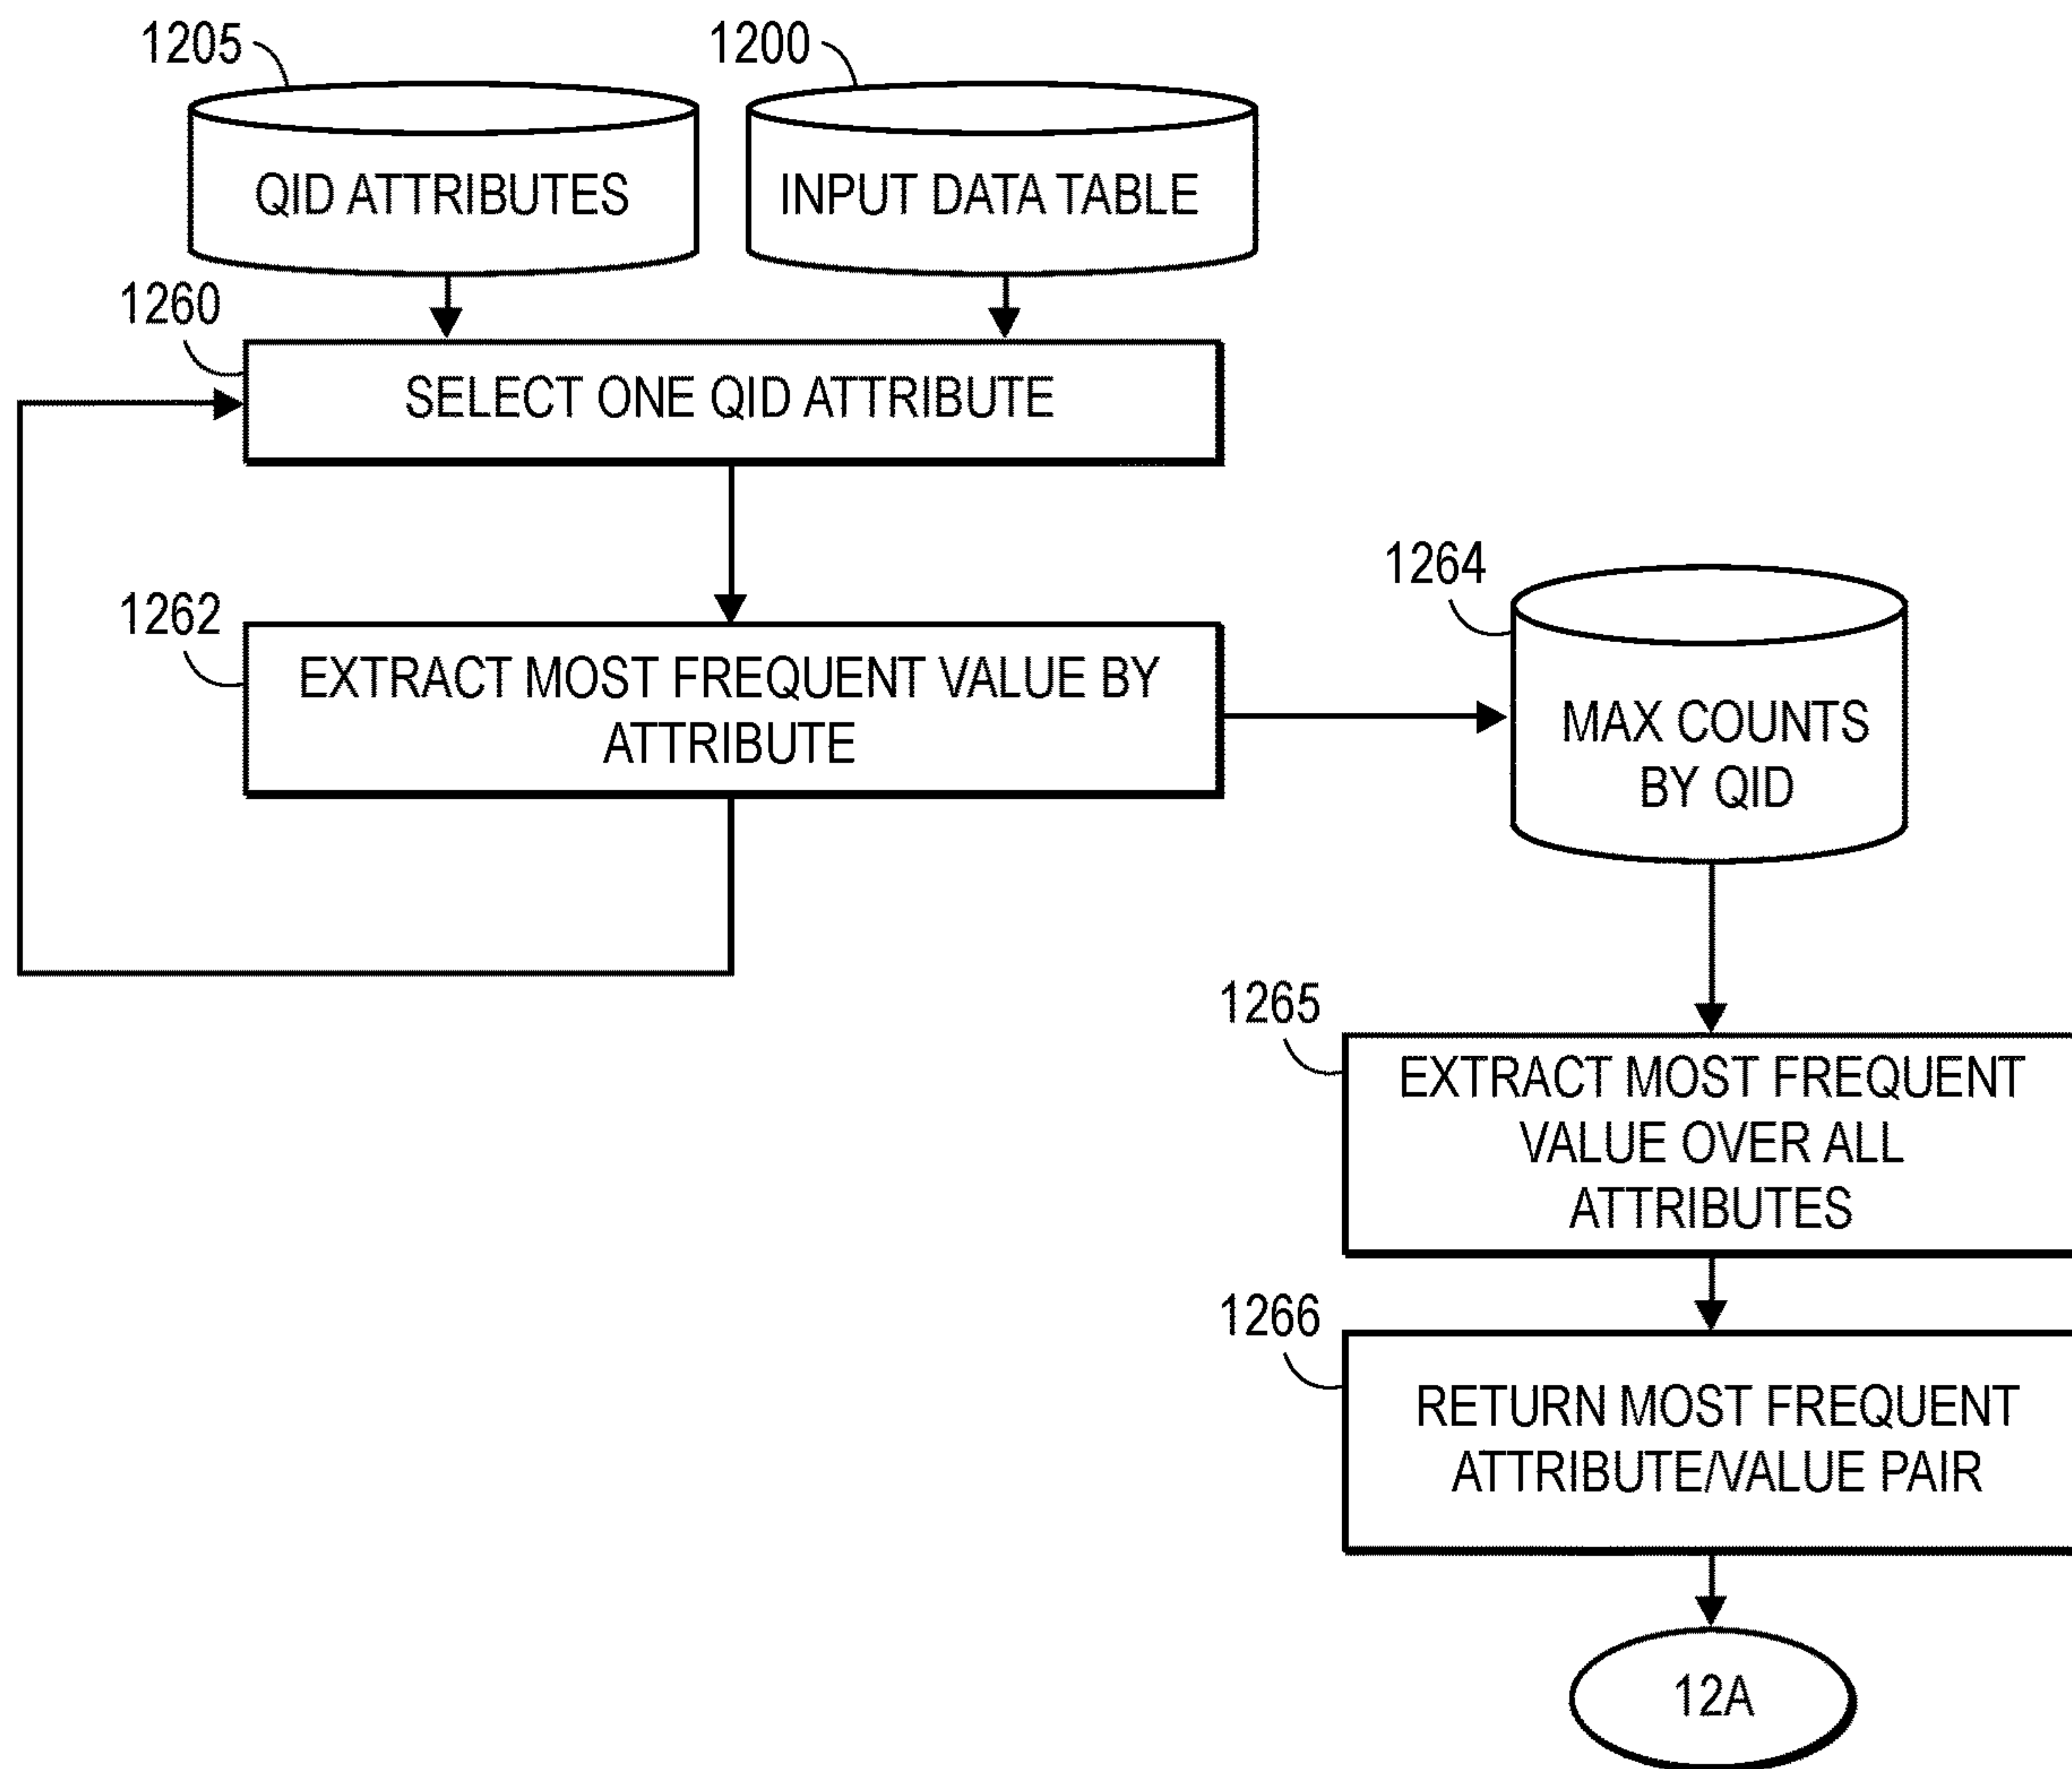 1205
1200
QID ATTRIBUTES
INPUT DATA TABLE
1260
SELECT ONE QID ATTRIBUTE
1262
EXTRACT MOST FREQUENT VALUE BY
ATTRIBUTE
1264
MAX COUNTS
BY QID
1265
EXTRACT MOST FREQUENT
VALUE OVER ALL
ATTRIBUTES
1266
RETURN MOST FREQUENT
ATTRIBUTE/VALUE PAIR
12A